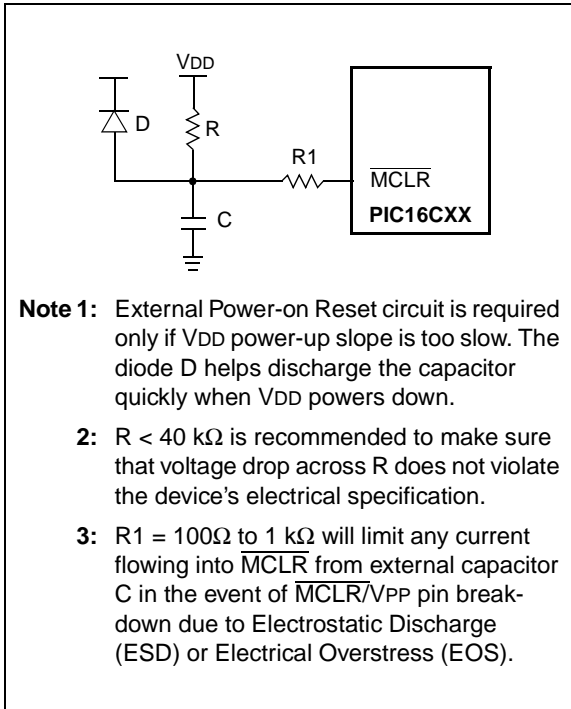 VDD
D
R
R1
MCLR
PIC16CXX
C
Note 1: External Power-on Reset circuit is required
only if VDD power-up slope is too slow. The
diode D helps discharge the capacitor
quickly when VDD powers down.
2: R < 40 kΩ is recommended to make sure
that voltage drop across R does not violate
the device's electrical specification.
3: R1 = 100Ω to 1 kΩ will limit any current
flowing into MCLR from external capacitor
C in the event of MCLR/VPP pin break-
down due to Electrostatic Discharge
(ESD) or Electrical Overstress (EOS).